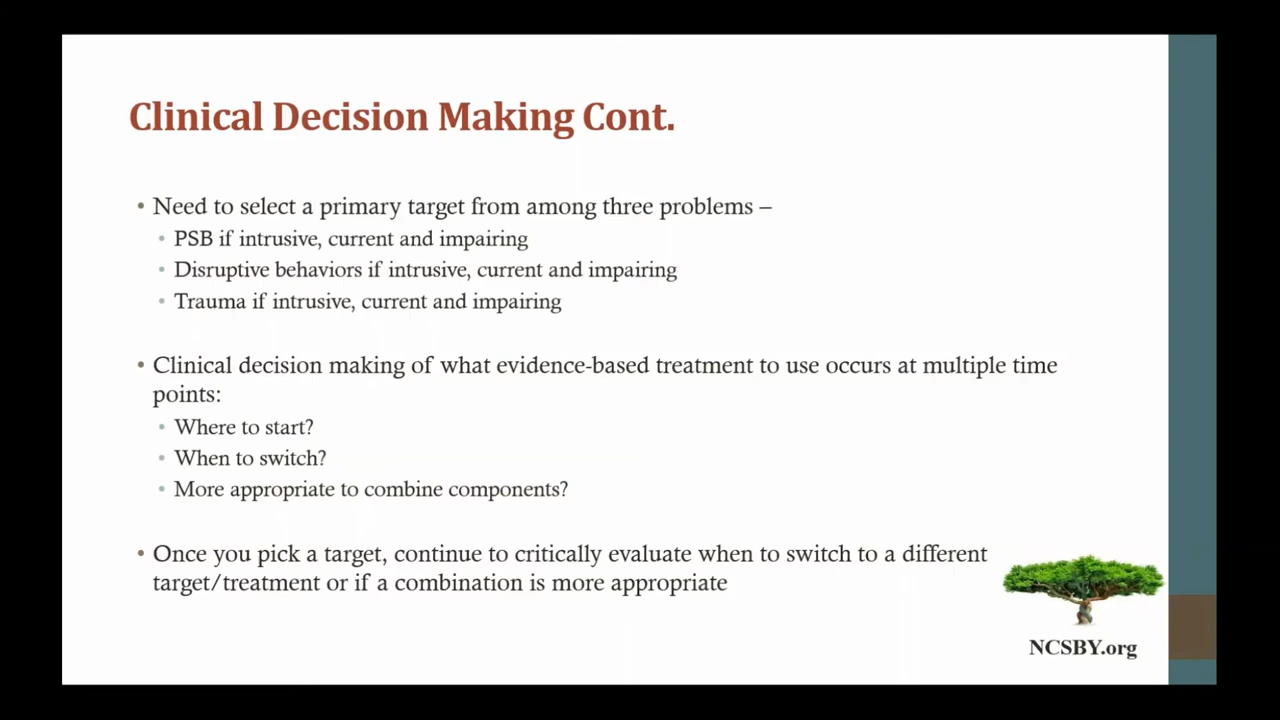 Clinical Decision Making Cont.
• Need to select a primary target from among three problems –
• PSB if intrusive, current and impairing
• Disruptive behaviors if intrusive, current and impairing
• Trauma if intrusive, current and impairing
• Clinical decision making of what evidence-based treatment to use occurs at multiple time
points:
• Where to start?
• When to switch?
• More appropriate to combine components?
• Once you pick a target, continue to critically evaluate when to switch to a different
target/treatment or if a combination is more appropriate
NCSBY.org